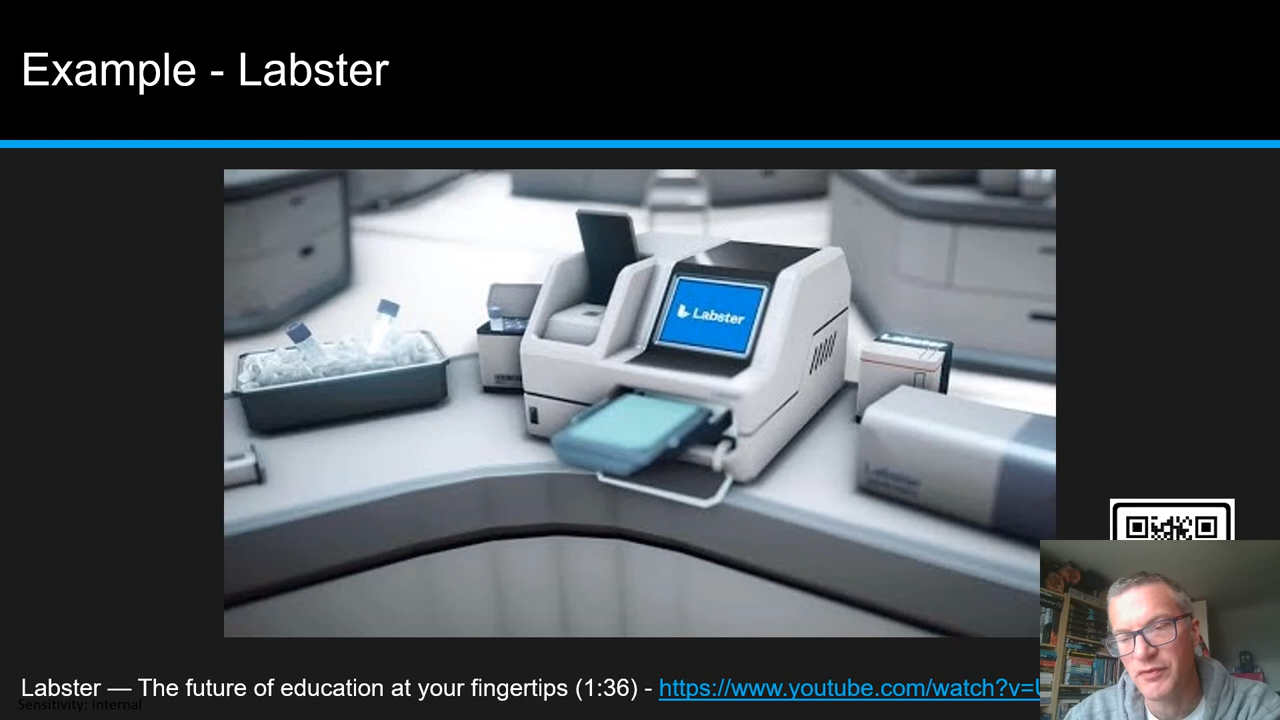 Example - Labster
Labster
Labster
Labster — The future of education at your fingertips (1:36) - https://www.youtube.com/watch?v=
Sensitivity: Internal